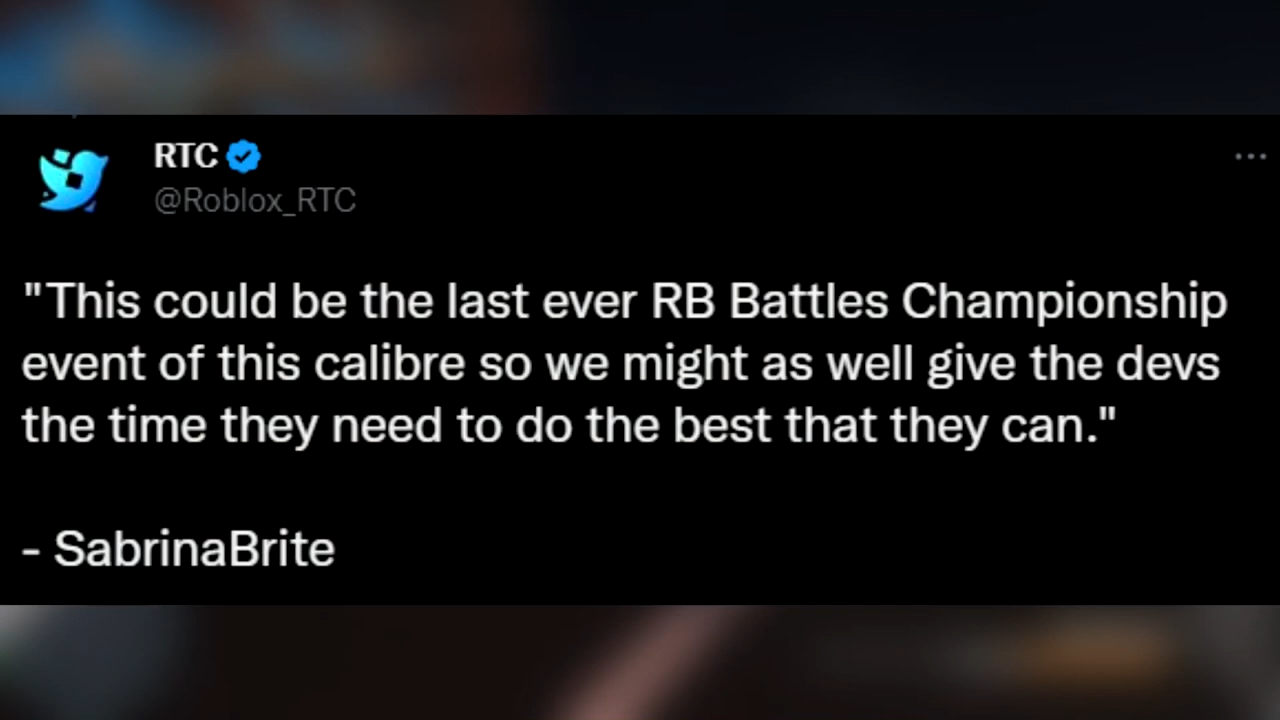 RTC
@Roblox_RTC
"This could be the last ever RB Battles Championship
event of this calibre so we might as well give the devs
the time they need to do the best that they can."
- SabrinaBrite